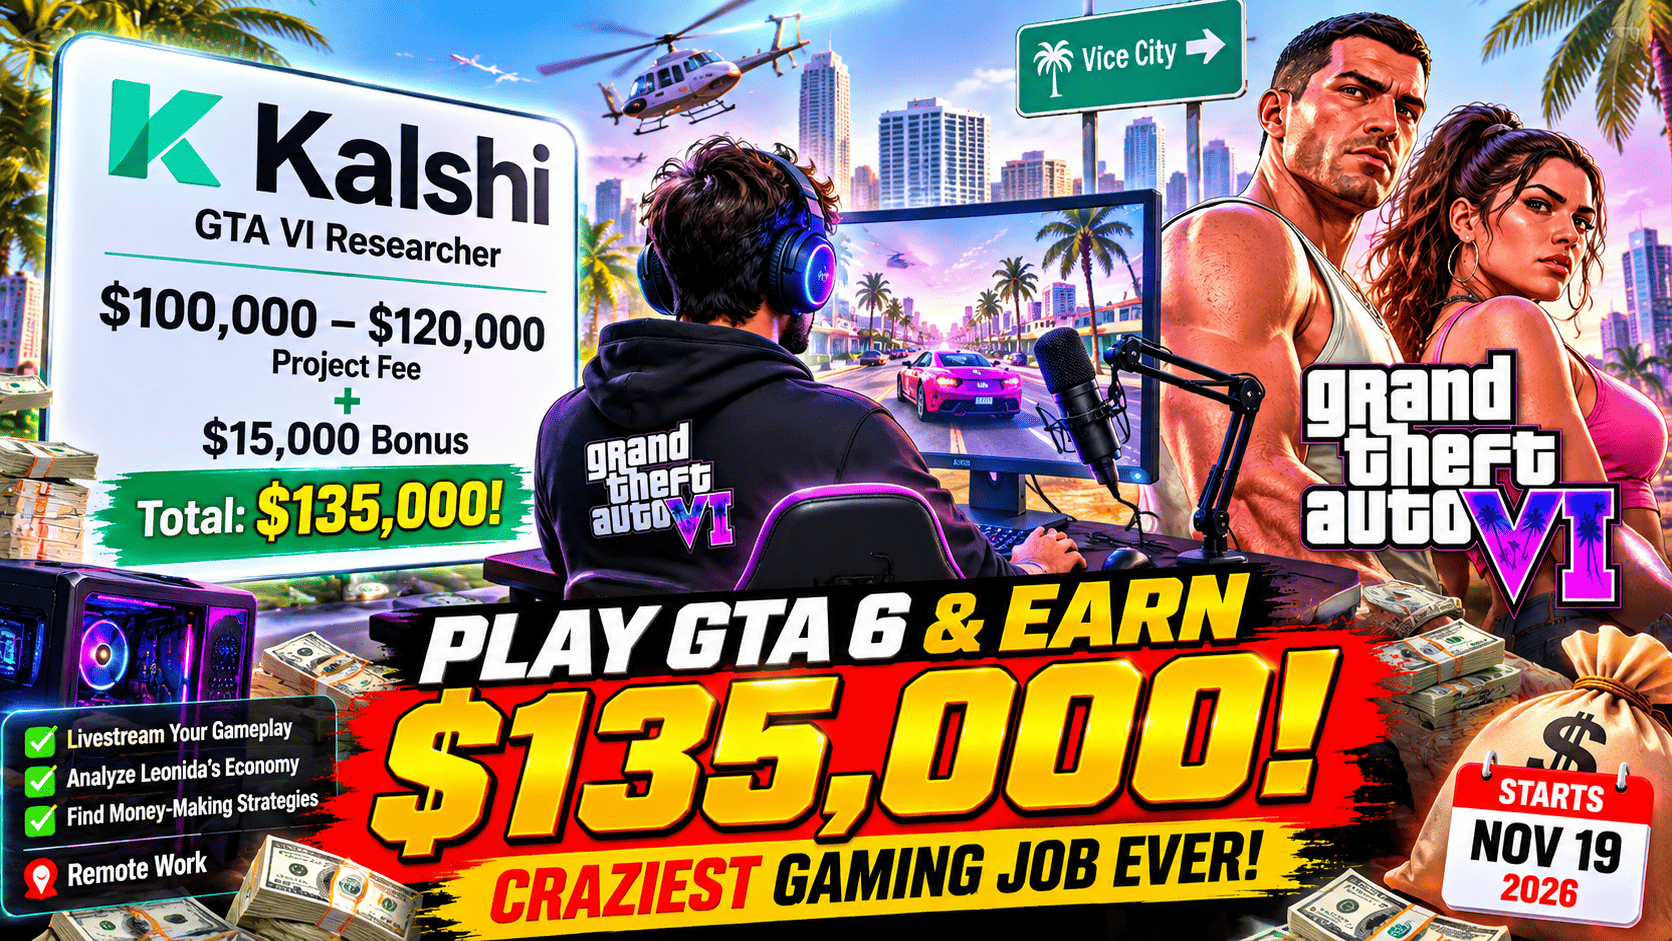 Kalshi
GTA VI Researcher
$100,000 – $120,000
Project Fee
+
$15,000 Bonus
Total: $135,000!
Vice City
grand
theft
auto VI
grand
theft
auto VI
PLAY GTA 6 & EARN
$135,000!
CRAZIEST GAMING JOB EVER!
Livestream Your Gameplay
Analyze Leonida's Economy
Find Money-Making Strategies
Remote Work
$
STARTS
NOV 19
2026